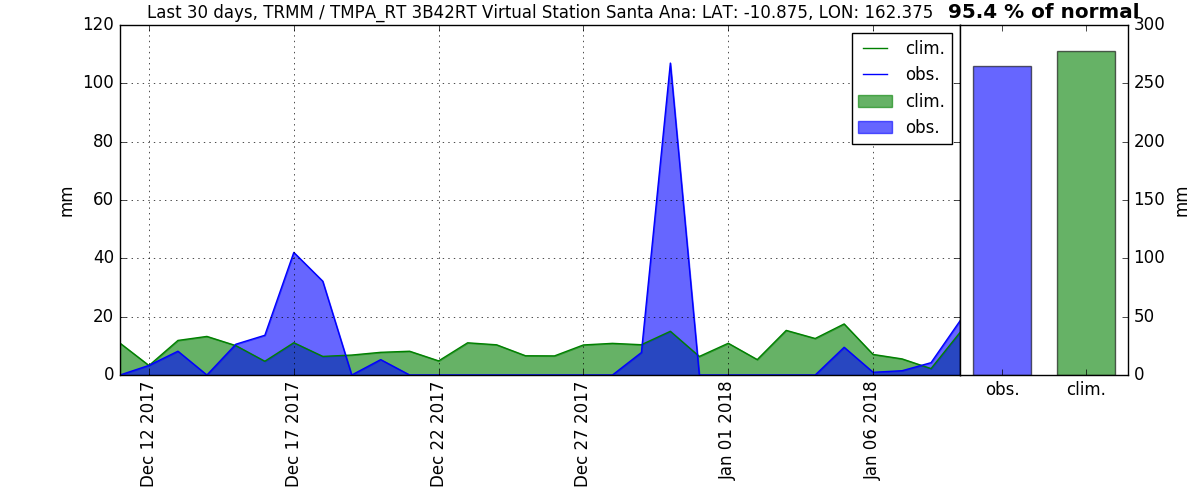 Last 30 days, TRMM / TMPA_RT 3B42RT Virtual Station Santa Ana: LAT: -10.875, LON: 162.375 95.4 % of normal
120
100
80
60
40
20
0
mm
clim.
obs.
clim.
obs.
Dec 12 2017
Dec 17 2017
Dec 22 2017
Dec 27 2017
Jan 01 2018
Jan 06 2018
300
250
200
150
100
50
0
mm
obs. clim.